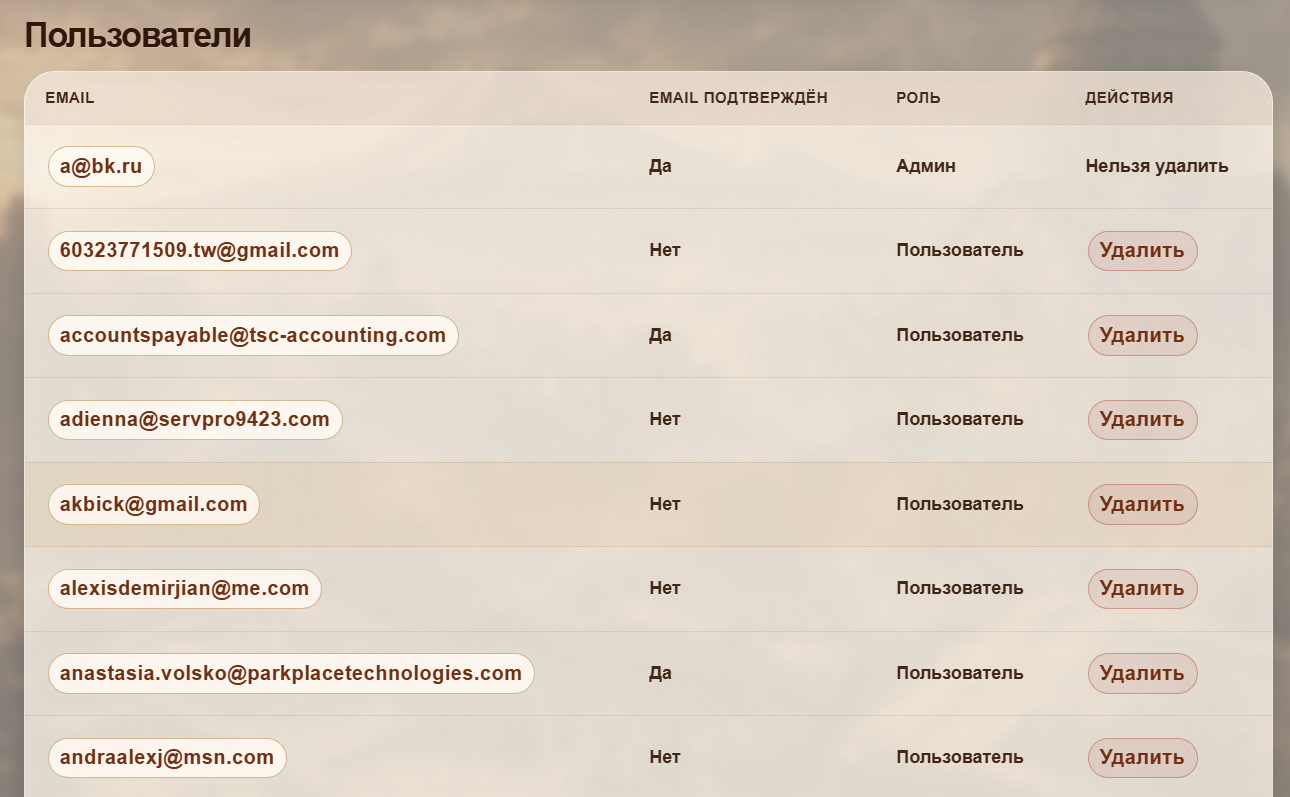 Пользователи
EMAIL EMAIL ПОДТВЕРЖДЁН РОЛЬ ДЕЙСТВИЯ
a@bk.ru Да Админ Нельзя удалить
60323771509.tw@gmail.com Нет Пользователь Удалить
accountspayable@tsc-accounting.com Да Пользователь Удалить
adienna@servpro9423.com Нет Пользователь Удалить
akbick@gmail.com Нет Пользователь Удалить
alexisdemirjian@me.com Нет Пользователь Удалить
anastasia.volsko@parkplacetechnologies.com Да Пользователь Удалить
andraalexj@msn.com Нет Пользователь Удалить